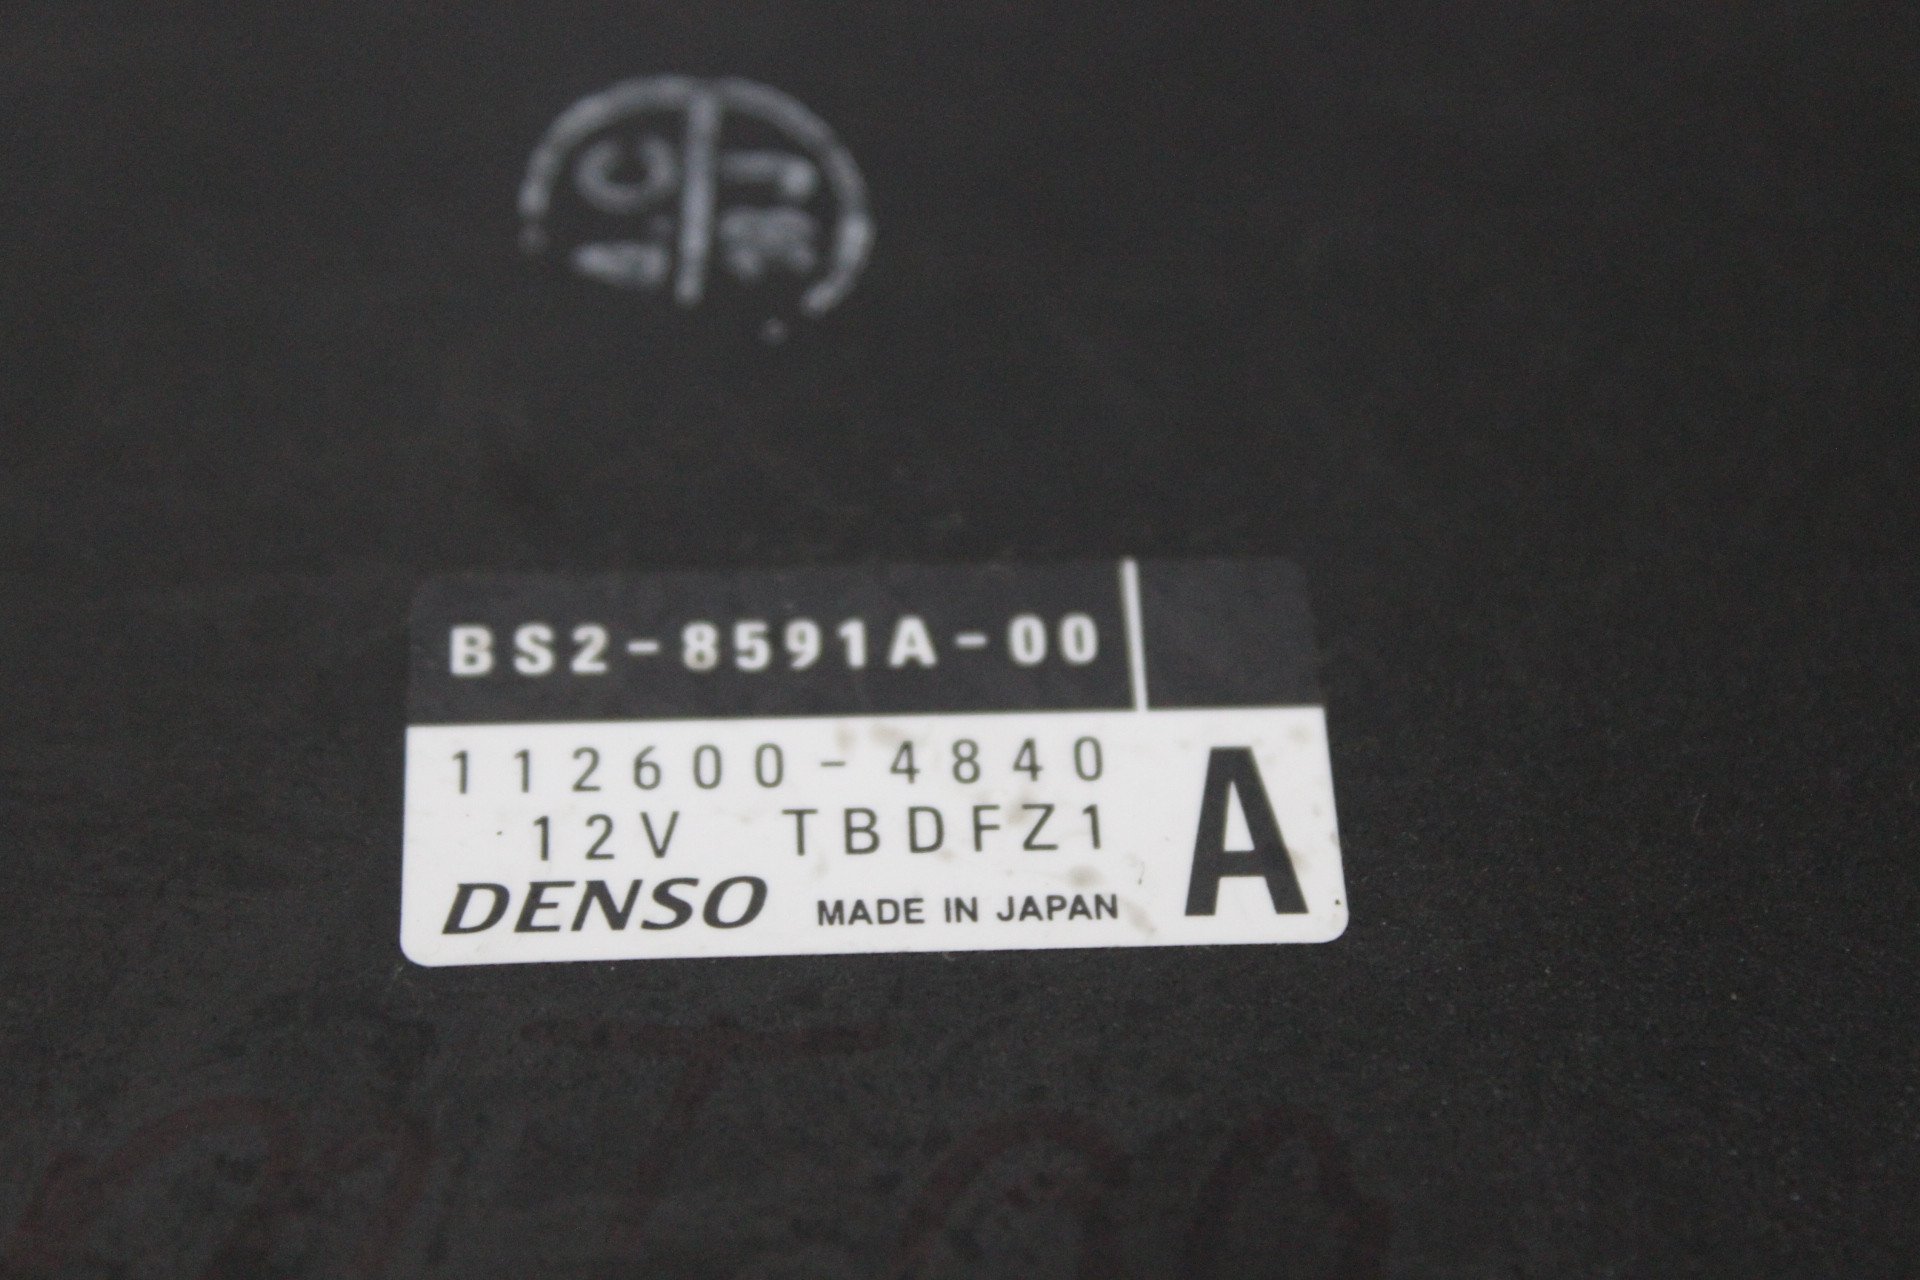 BS2-8591A-00
112600-4840
12V TBDFZ1
A
DENSO MADE IN JAPAN